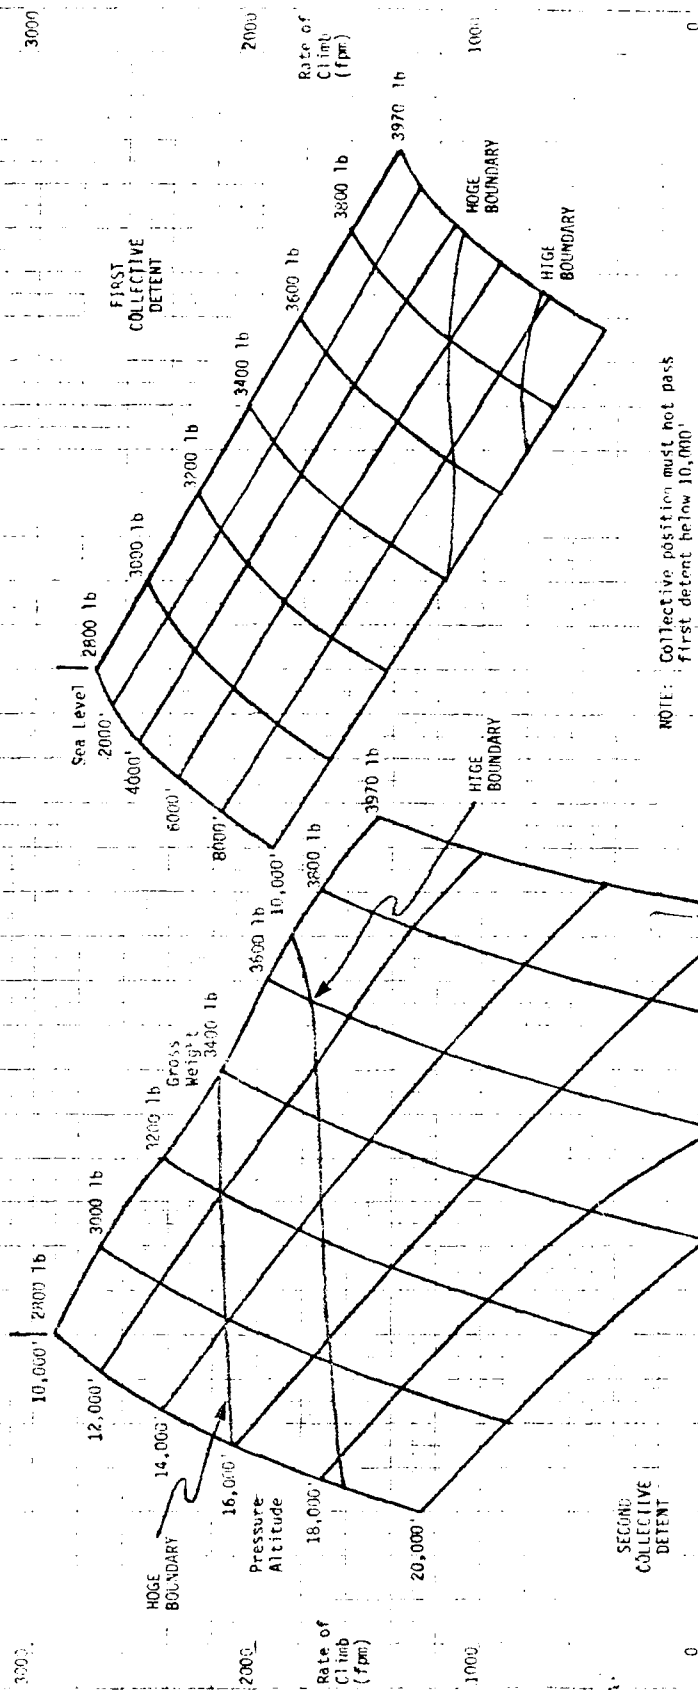 3000
2000
Rate of
Climb
(fpm)
1000
0
FIRST
COLLECTIVE
DETENT
Sea Level
2000'
4000'
6000'
8000'
10,000'
2800 lb
3000 lb
3200 lb
3400 lb
3600 lb
3800 lb
3970 lb
HOGE
BOUNDARY
HIGE
BOUNDARY
NOTE: Collective position must not pass
first detent below 10,000'
10,000'
12,000'
14,000'
16,000'
18,000'
20,000'
Pressure
Altitude
2800 lb
3000 lb
3200 lb
Gross
Weight
3400 lb
3600 lb
3800 lb
3970 lb
HOGE
BOUNDARY
HIGE
BOUNDARY
SECOND
COLLECTIVE
DETENT
3000
2000
Rate of
Climb
(fpm)
1000
0